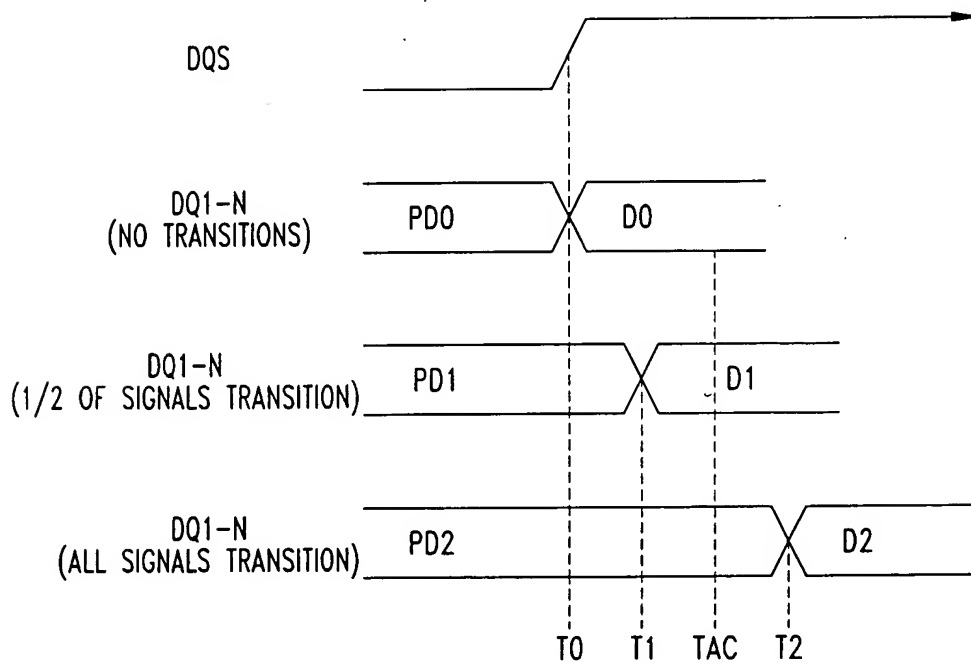 DQS
DQ1-N
(NO TRANSITIONS)
PD0
D0
DQ1-N
(1/2 OF SIGNALS TRANSITION)
PD1
D1
DQ1-N
(ALL SIGNALS TRANSITION)
PD2
D2
T0
T1
TAC
T2